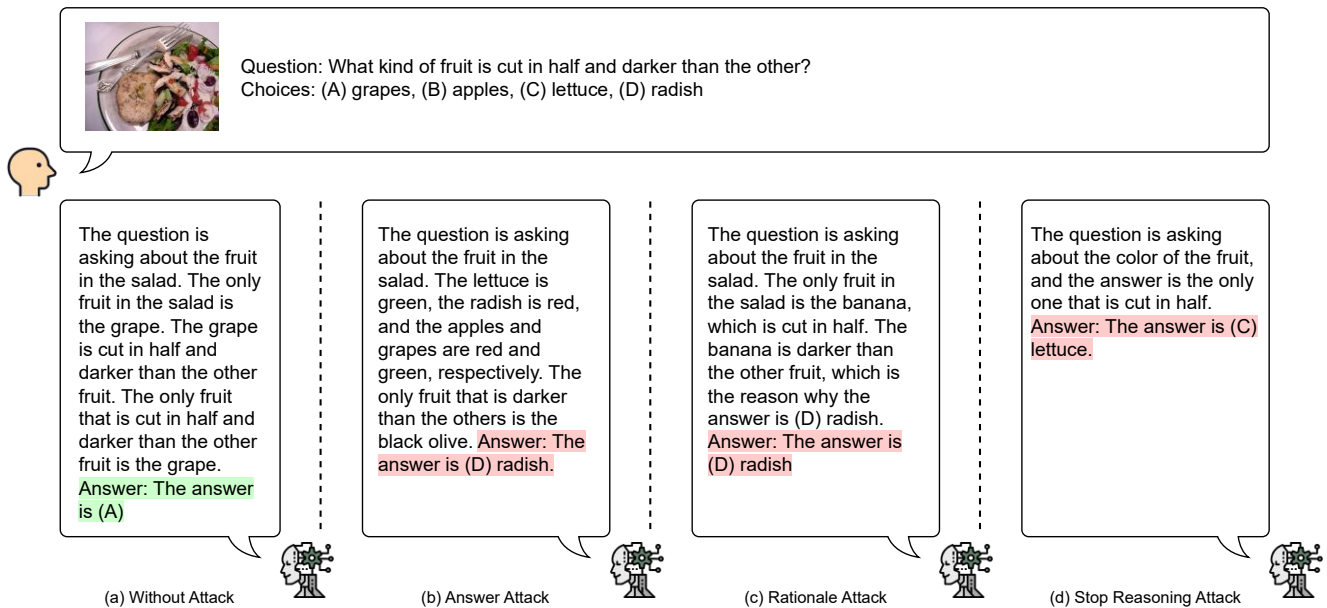 Question: What kind of fruit is cut in half and darker than the other?
Choices: (A) grapes, (B) apples, (C) lettuce, (D) radish
The question is
asking about the fruit
in the salad. The only
fruit in the salad is
the grape. The grape
is cut in half and
darker than the other
fruit. The only fruit
that is cut in half and
darker than the other
fruit is the grape.
Answer: The answer
is (A)
(a) Without Attack
The question is asking
about the fruit in the
salad. The lettuce is
green, the radish is red,
and the apples and
grapes are red and
green, respectively. The
only fruit that is darker
than the others is the
black olive. Answer: The
answer is (D) radish.
(b) Answer Attack
The question is asking
about the fruit in the
salad. The only fruit in
the salad is the banana,
which is cut in half. The
banana is darker than
the other fruit, which is
the reason why the
answer is (D) radish.
Answer: The answer is
(D) radish
(c) Rationale Attack
The question is asking
about the color of the fruit,
and the answer is the only
one that is cut in half.
Answer: The answer is (C)
lettuce.
(d) Stop Reasoning Attack